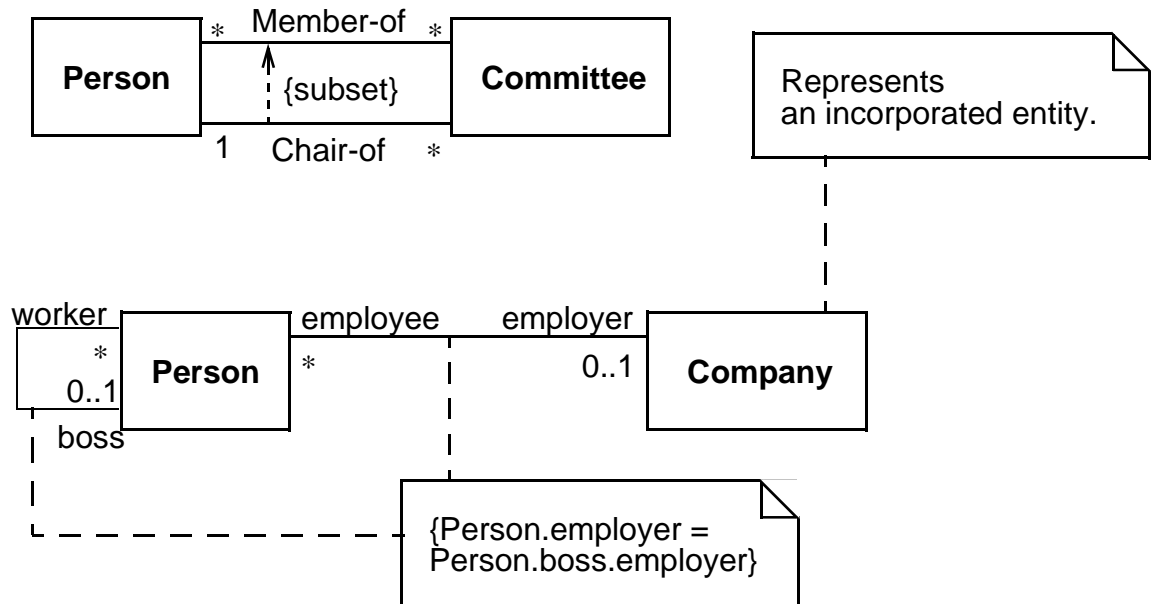 * Member-of *
Person
{subset}
Committee
1 Chair-of *
Represents
an incorporated entity.
worker
*
0..1
boss
Person
employee
*
employer
0..1
Company
{Person.employer =
Person.boss.employer}